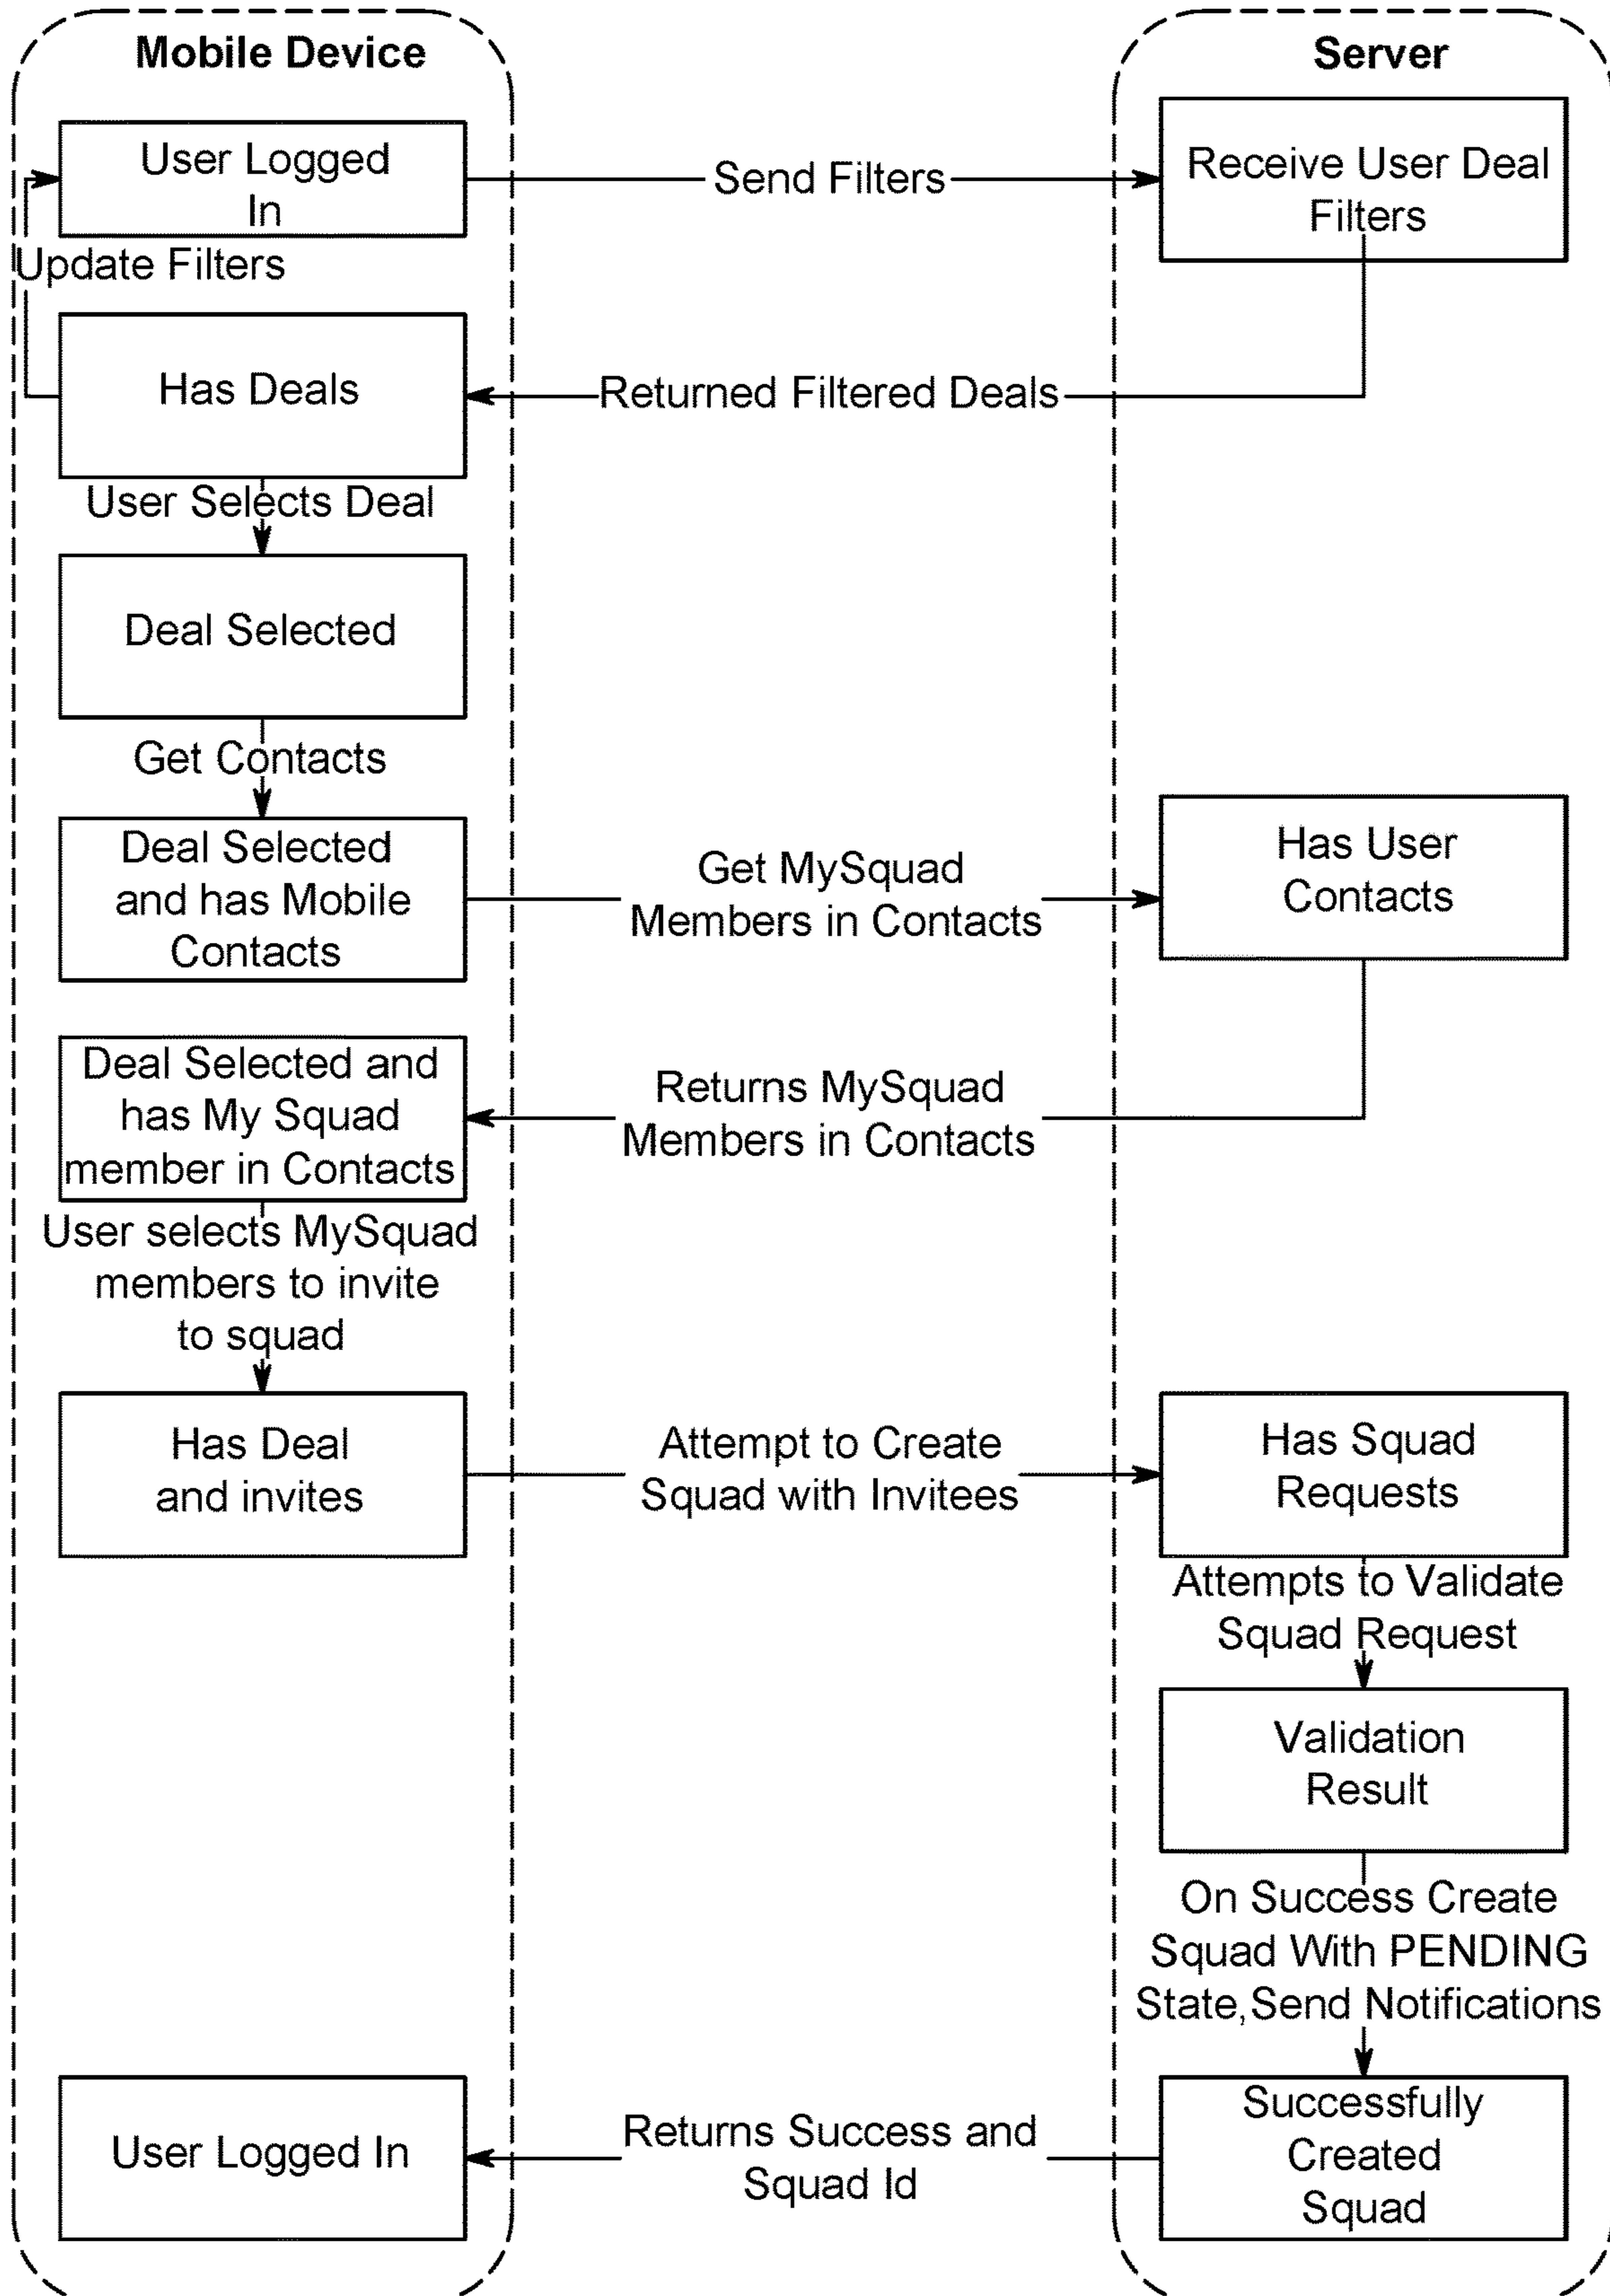 Mobile Device
Server
User Logged
In
Send Filters
Receive User Deal
Filters
Update Filters
Has Deals
Returned Filtered Deals
User Selects Deal
Deal Selected
Get Contacts
Deal Selected
and has Mobile
Contacts
Get MySquad
Members in Contacts
Has User
Contacts
Deal Selected and
has My Squad
member in Contacts
Returns MySquad
Members in Contacts
User selects MySquad
members to invite
to squad
Has Deal
and invites
Attempt to Create
Squad with Invitees
Has Squad
Requests
Attempts to Validate
Squad Request
Validation
Result
On Success Create
Squad With PENDING
State,Send Notifications
Successfully
Created
Squad
Returns Success and
Squad Id
User Logged In